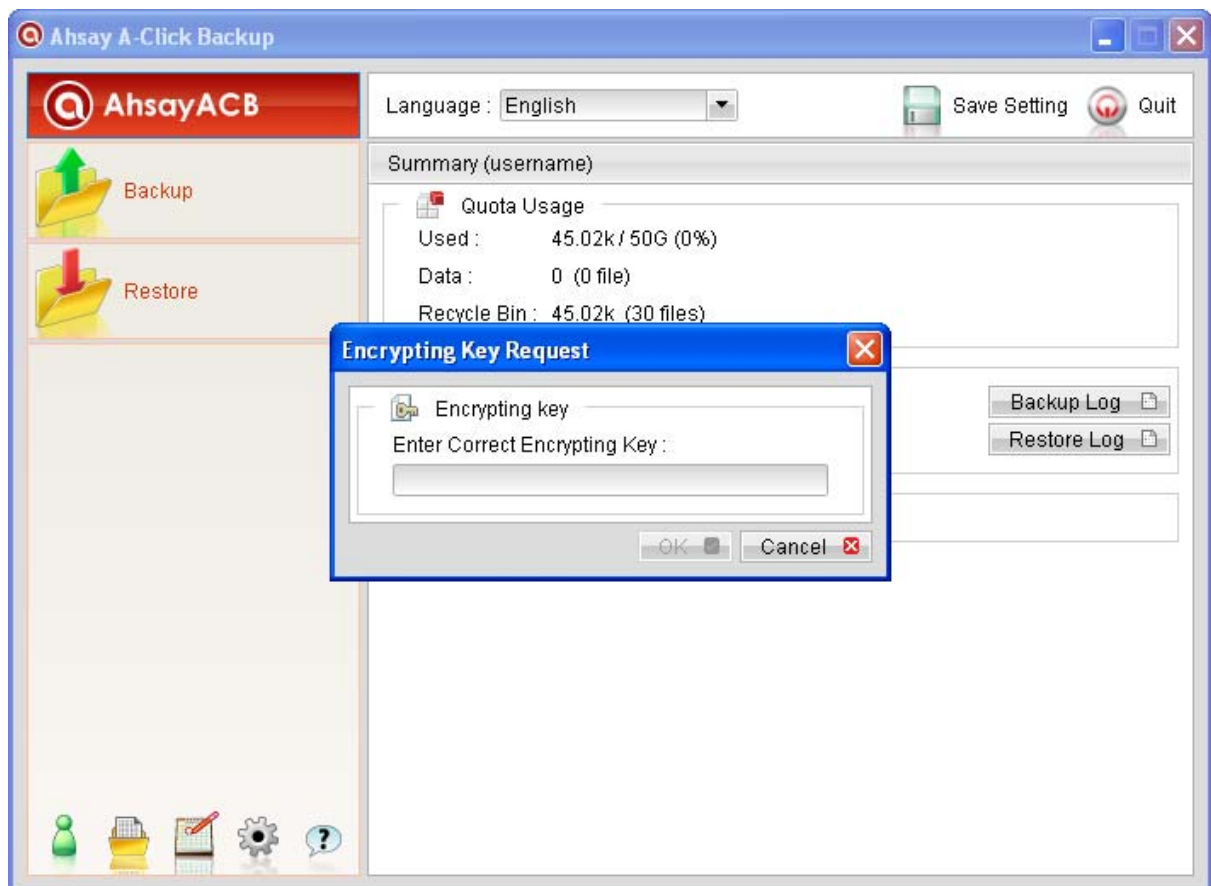 Ahsay A-Click Backup
AhsayACB
Language : English
Save Setting
Quit
Backup
Restore
Summary (username)
Quota Usage
Used : 45.02k / 50G (0%)
Data : 0 (0 file)
Recycle Bin : 45.02k (30 files)
Encrypting Key Request
Encrypting key
Enter Correct Encrypting Key :
OK
Cancel
Backup Log
Restore Log
?